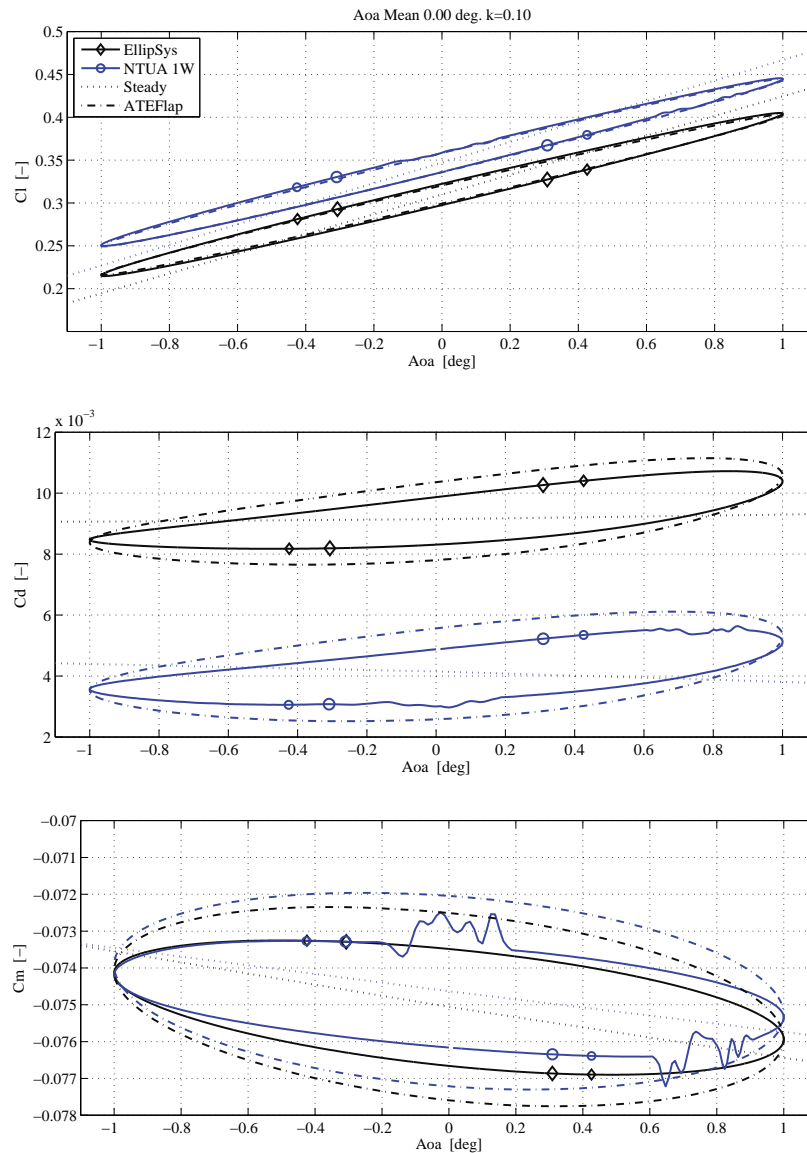 Aoa Mean 0.00 deg. k=0.10
0.5
0.45
0.4
0.35
0.3
0.25
0.2
Cl [−]
EllipSys
NTUA 1W
Steady
ATEFlap
−1 −0.8 −0.6 −0.4 −0.2 0 0.2 0.4 0.6 0.8 1
Aoa [deg]
x 10−3
12
10
8
6
4
2
Cd [−]
−1 −0.8 −0.6 −0.4 −0.2 0 0.2 0.4 0.6 0.8 1
Aoa [deg]
−0.07
−0.071
−0.072
−0.073
−0.074
−0.075
−0.076
−0.077
−0.078
Cm [−]
−1 −0.8 −0.6 −0.4 −0.2 0 0.2 0.4 0.6 0.8 1
Aoa [deg]